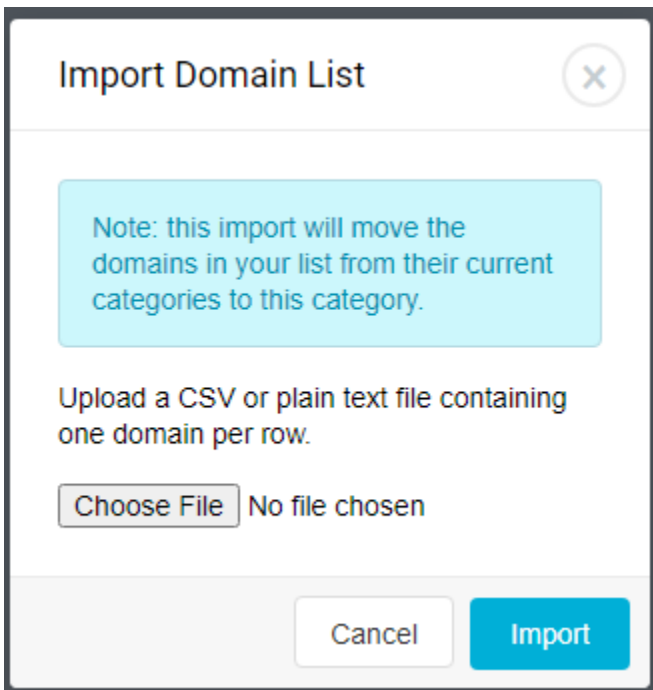 Import Domain List
Note: this import will move the
domains in your list from their current
categories to this category.
Upload a CSV or plain text file containing
one domain per row.
Choose File No file chosen
Cancel Import